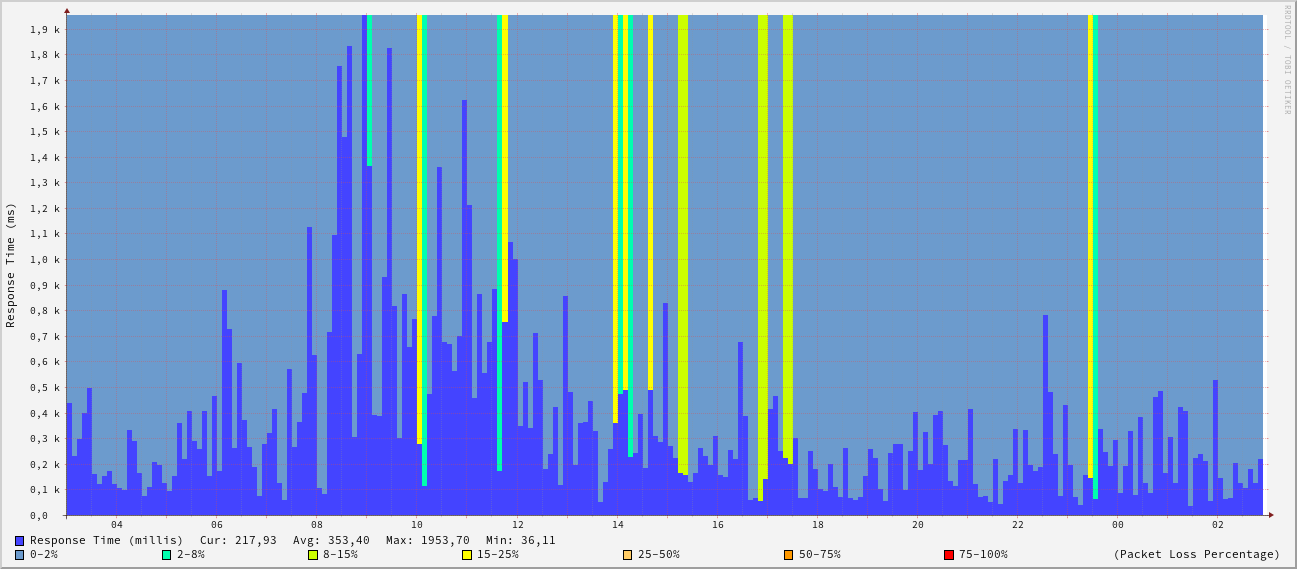 RRDTOOL / TOBI OETIKER
Response Time (ms)
1,9 k
1,8 k
1,7 k
1,6 k
1,5 k
1,4 k
1,3 k
1,2 k
1,1 k
1,0 k
0,9 k
0,8 k
0,7 k
0,6 k
0,5 k
0,4 k
0,3 k
0,2 k
0,1 k
0,0
04 06 08 10 12 14 16 18 20 22 00 02
Response Time (millis) Cur: 217,93 Avg: 353,40 Max: 1953,70 Min: 36,11
0-2% 2-8% 8-15% 15-25% 25-50% 50-75% 75-100% (Packet Loss Percentage)